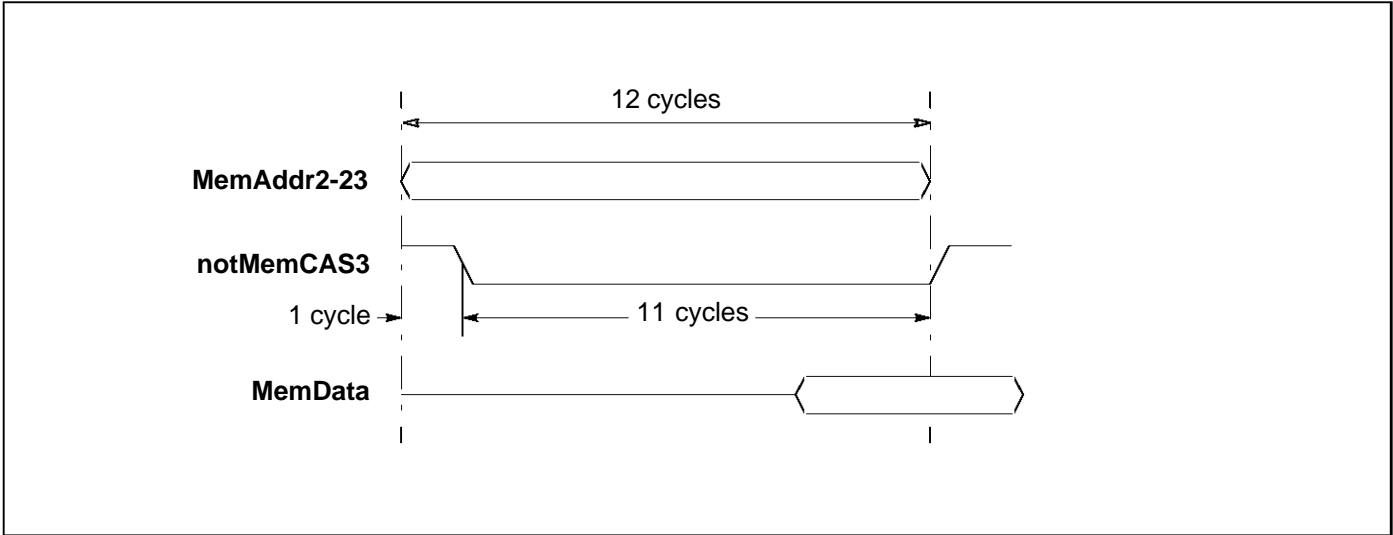 12 cycles
MemAddr2-23
notMemCAS3
1 cycle
11 cycles
MemData